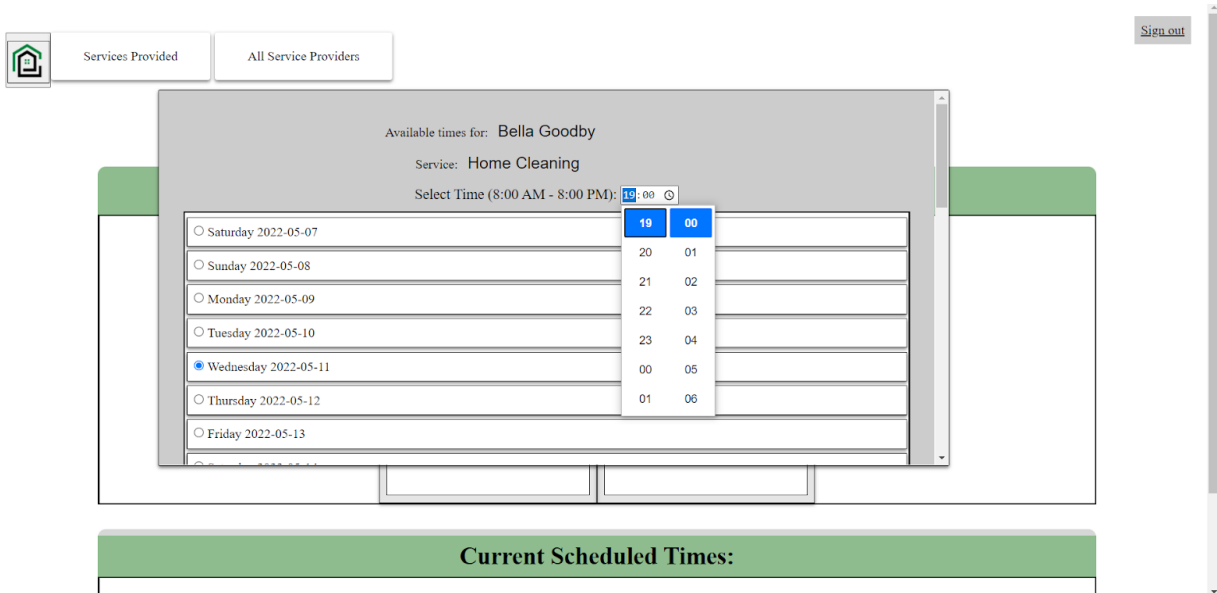 Sign out
Services Provided
All Service Providers
Available times for: Bella Goodby
Service: Home Cleaning
Select Time (8:00 AM - 8:00 PM): 19:00
19 00
20 01
21 02
22 03
23 04
00 05
01 06
Saturday 2022-05-07
Sunday 2022-05-08
Monday 2022-05-09
Tuesday 2022-05-10
Wednesday 2022-05-11
Thursday 2022-05-12
Friday 2022-05-13
Current Scheduled Times: